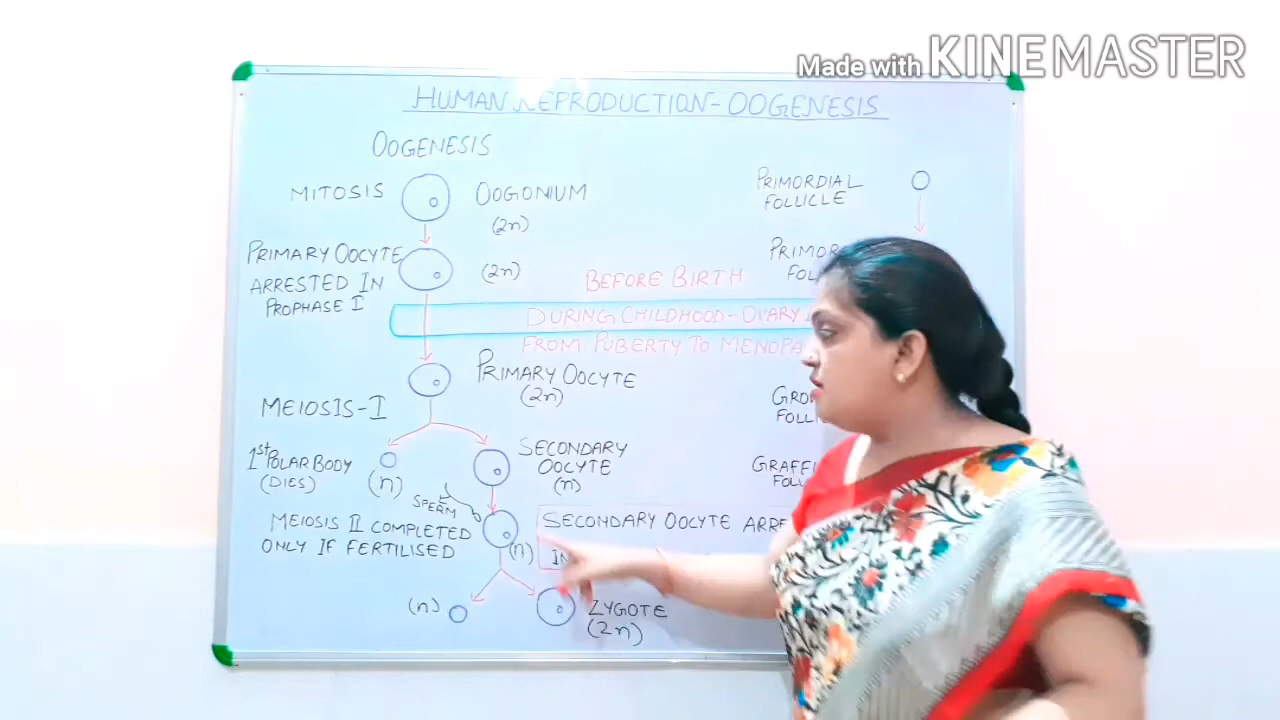 Made with KINEMASTER
HUMAN REPRODUCTION-OOGENESIS
OOGENESIS
MITOSIS
OOGONIUM
(2n)
PRIMARY OOCYTE
ARRESTED IN
PROPHASE I
(2n)
BEFORE BIRTH
DURING CHILDHOOD-OVARY
FROM PUBERTY TO
PRIMARY OOCYTE
(2n)
MEIOSIS-I
1st POLAR BODY
(DIES)
(n)
SECONDARY
OOCYTE
(n)
SPERM
MEIOSIS II COMPLETED
ONLY IF FERTILISED
(n)
SECONDARY OOCYTE
(n)
ZYGOTE
(2n)
PRIMORDIAL
FOLLICLE